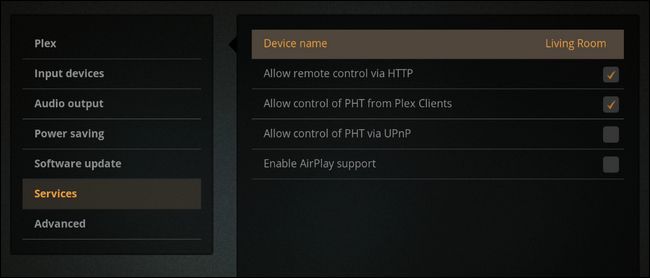 Plex
Input devices
Audio output
Power saving
Software update
Services
Advanced
Device name Living Room
Allow remote control via HTTP
Allow control of PHT from Plex Clients
Allow control of PHT via UPnP
Enable AirPlay support